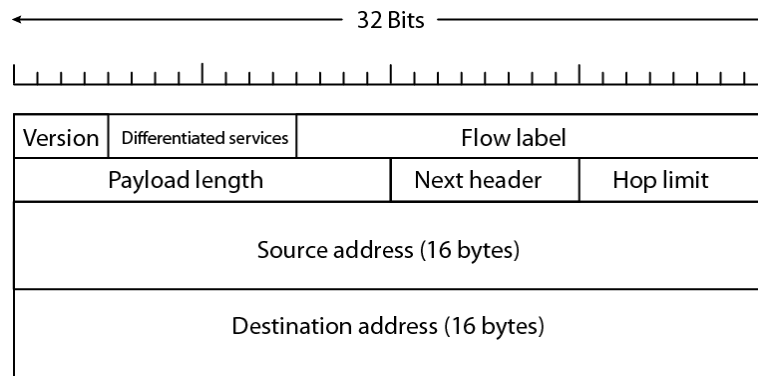 32 Bits
Version Differentiated services Flow label
Payload length Next header Hop limit
Source address (16 bytes)
Destination address (16 bytes)